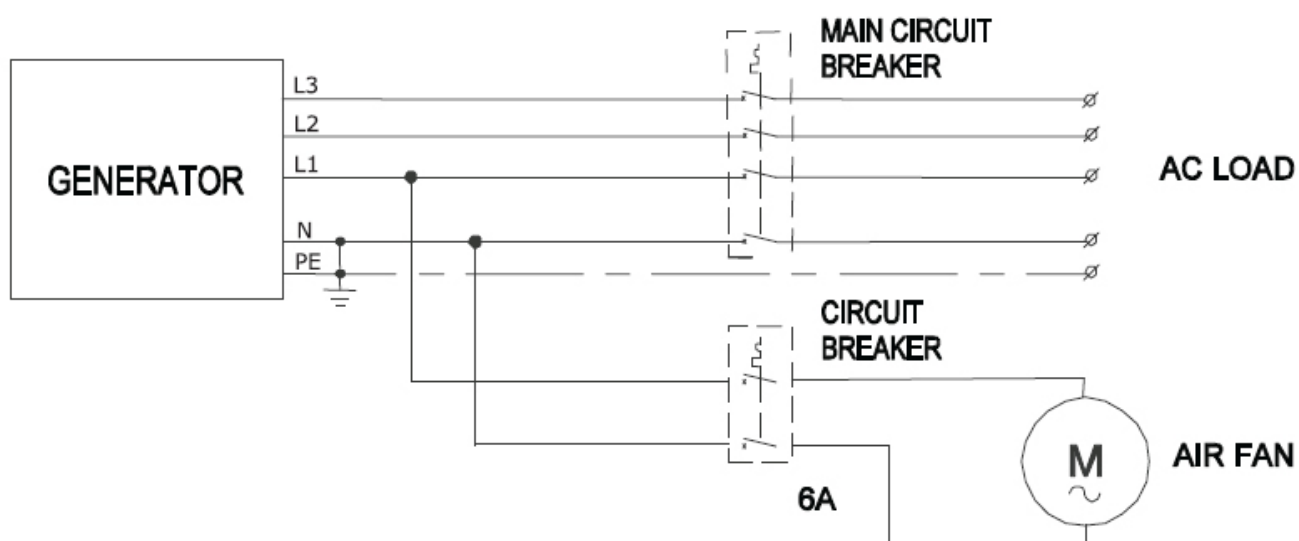 MAIN CIRCUIT
BREAKER
L3
L2
L1
GENERATOR
AC LOAD
N
PE
CIRCUIT
BREAKER
M
AIR FAN
6A